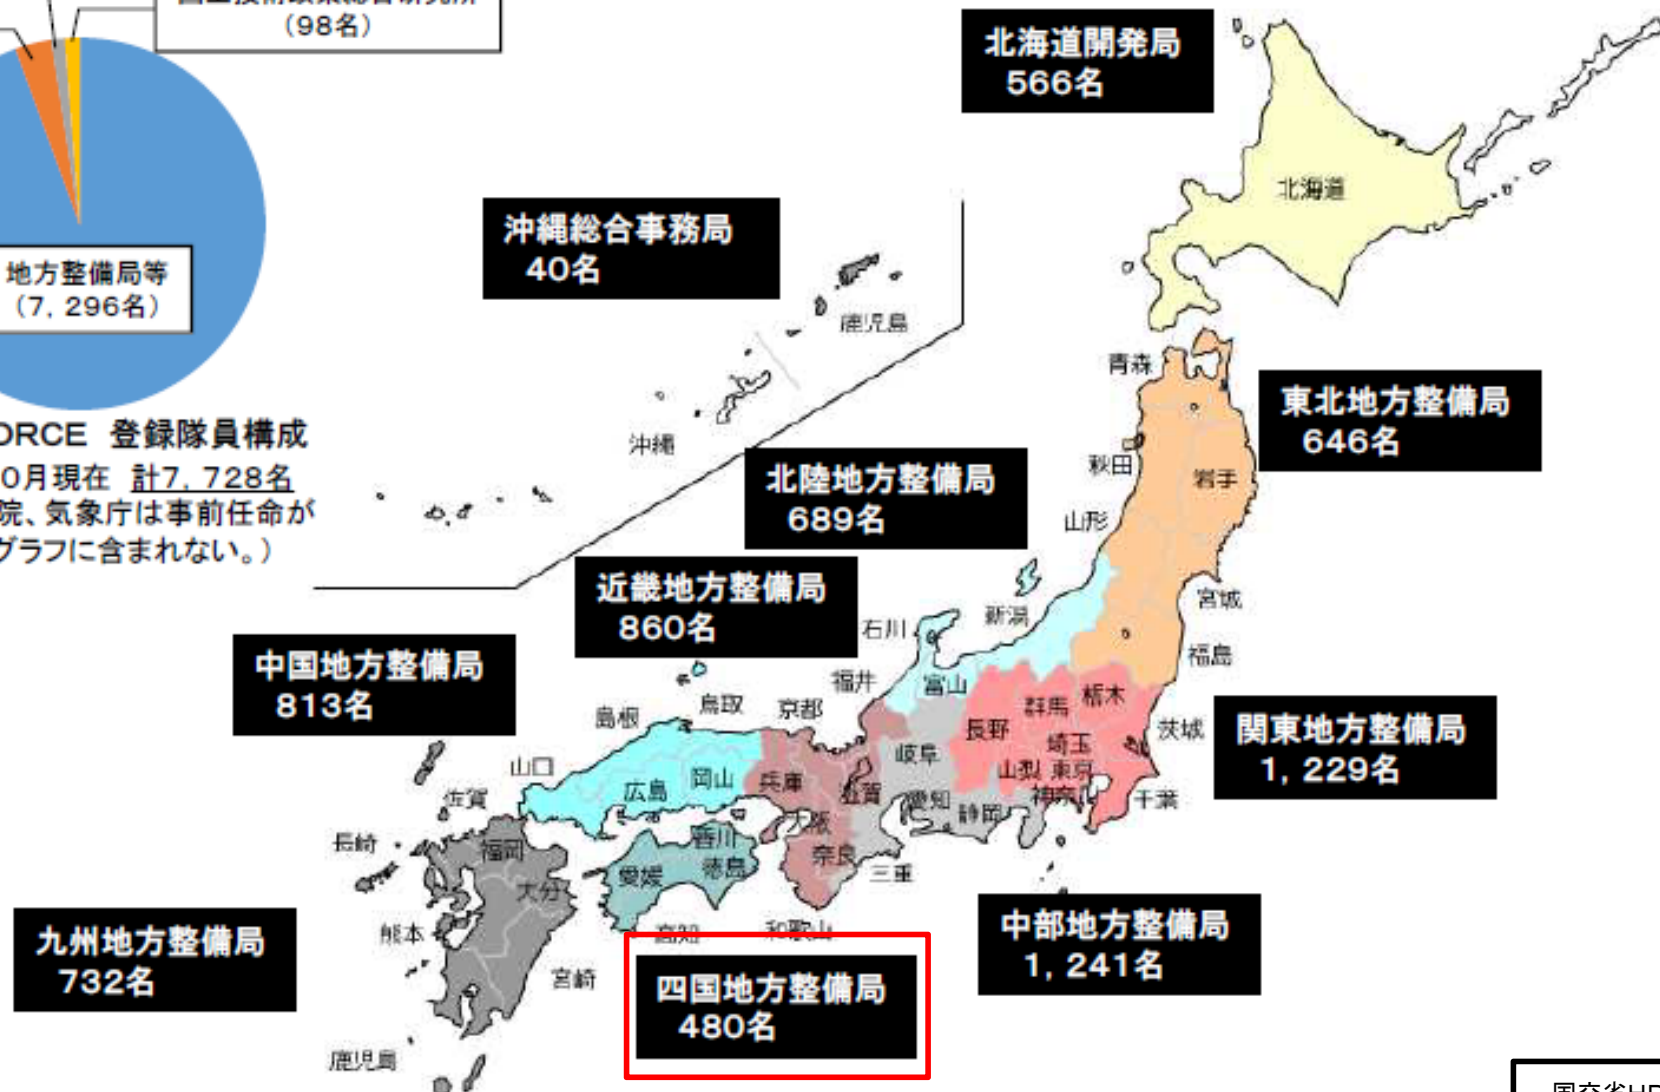 (98名)
地方整備局等
(7, 296名)
ORCE 登録隊員構成
0月現在 計7, 728名
院、気象庁は事前任命が
グラフに含まれない。)
北海道開発局
566名
北海道
沖縄総合事務局
40名
鹿児島
沖縄
青森
東北地方整備局
646名
秋田
岩手
北陸地方整備局
689名
山形
近畿地方整備局
860名
宮城
新潟
石川
福島
中国地方整備局
813名
福井
富山
群馬
栃木
島根
鳥取
京都
長野
茨城
関東地方整備局
1, 229名
埼玉
岐阜
山梨
東京
山口
広島
岡山
兵庫
滋賀
愛知
静岡
神奈川
千葉
佐賀
大阪
香川
長崎
福岡
奈良
徳島
愛媛
三重
大分
九州地方整備局
732名
熊本
高知
和歌山
中部地方整備局
1, 241名
宮崎
四国地方整備局
480名
鹿児島